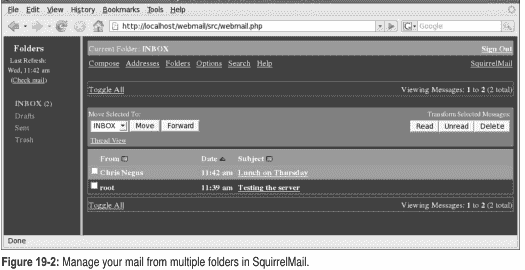 File Edit View History Bookmarks Tools Help
http://localhost/webmail/src/webmail.php
Google
Folders
Last Refresh:
Wed, 11:42 am
(Check mail)
INBOX (2)
Drafts
Sent
Trash
Current Folder: INBOX
Sign Out
Compose Addresses Folders Options Search Help
SquirrelMail
Toggle All
Viewing Messages: 1 to 2 (2 total)
Move Selected To:
Transform Selected Messages:
INBOX Move Forward
Read Unread Delete
Thread View
From Date Subject
Chris Negus 11:42 am Lunch on Thursday
root 11:39 am Testing the server
Toggle All
Viewing Messages: 1 to 2 (2 total)
Done
Figure 19-2: Manage your mail from multiple folders in SquirrelMail.